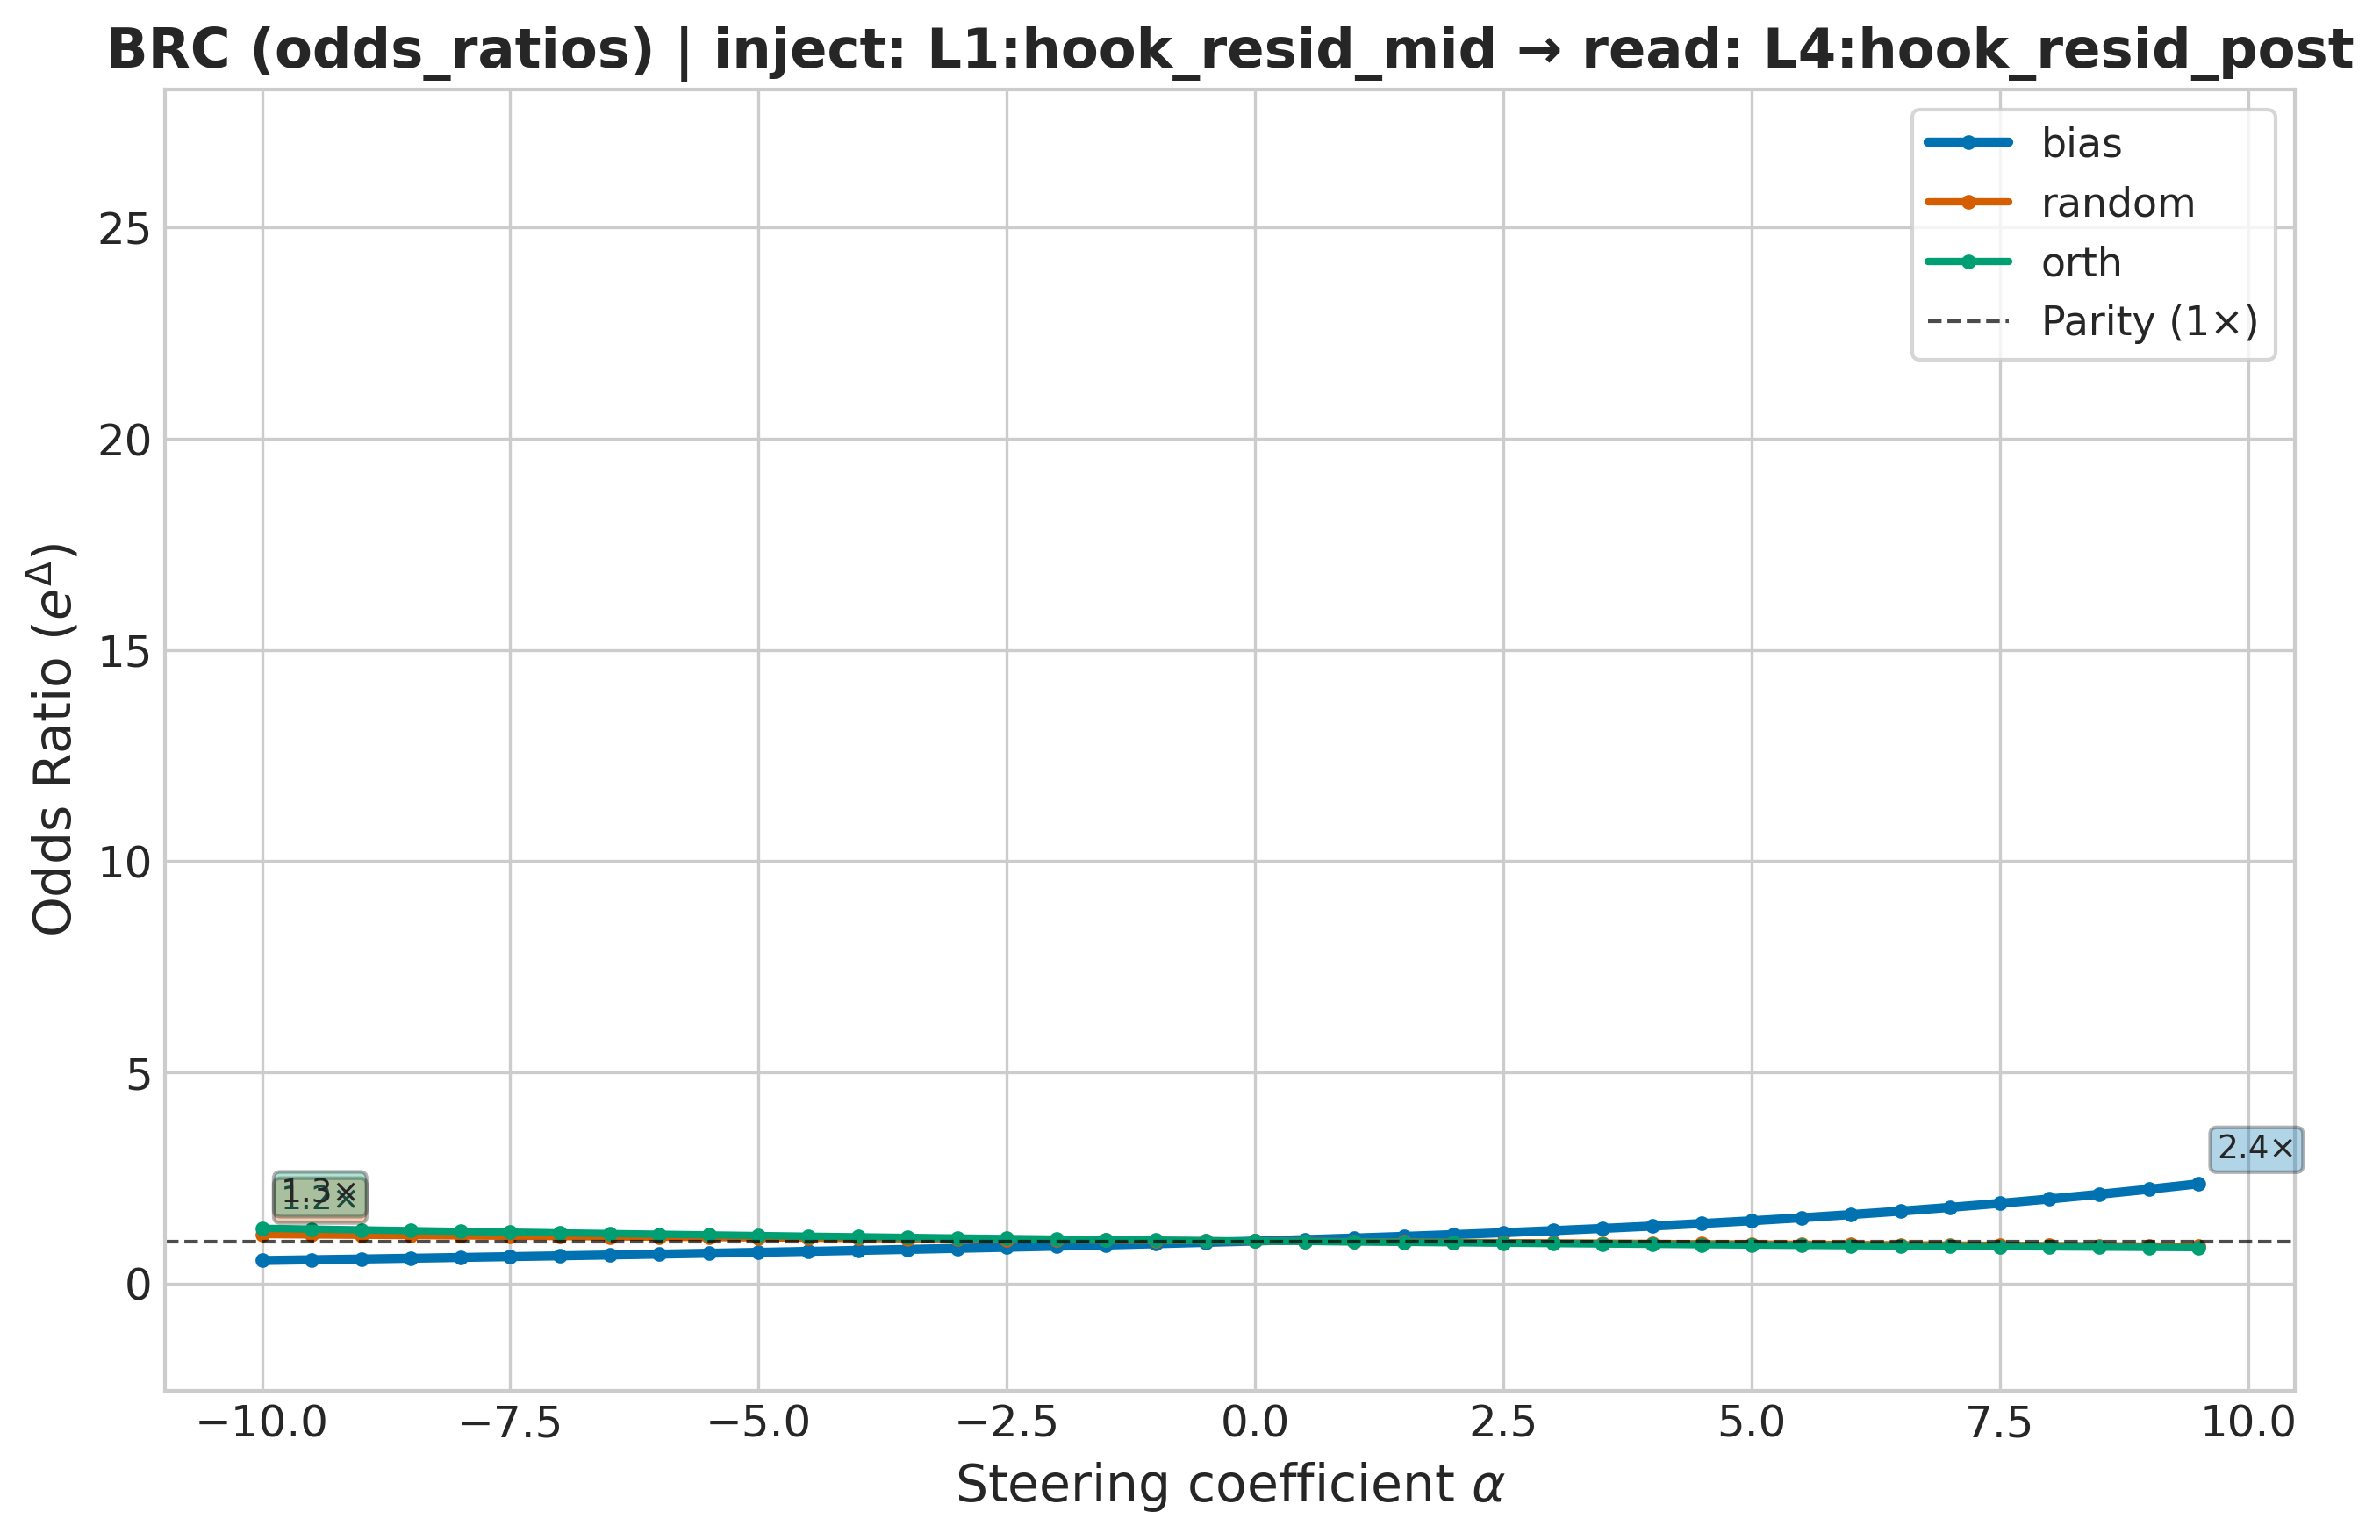 BRC (odds_ratios) | inject: L1:hook_resid_mid → read: L4:hook_resid_post
bias
random
orth
Parity (1×)
25
20
15
10
5
0
Odds Ratio (e^Δ)
2.4×
1.3×
−10.0
−7.5
−5.0
−2.5
0.0
2.5
5.0
7.5
10.0
Steering coefficient α